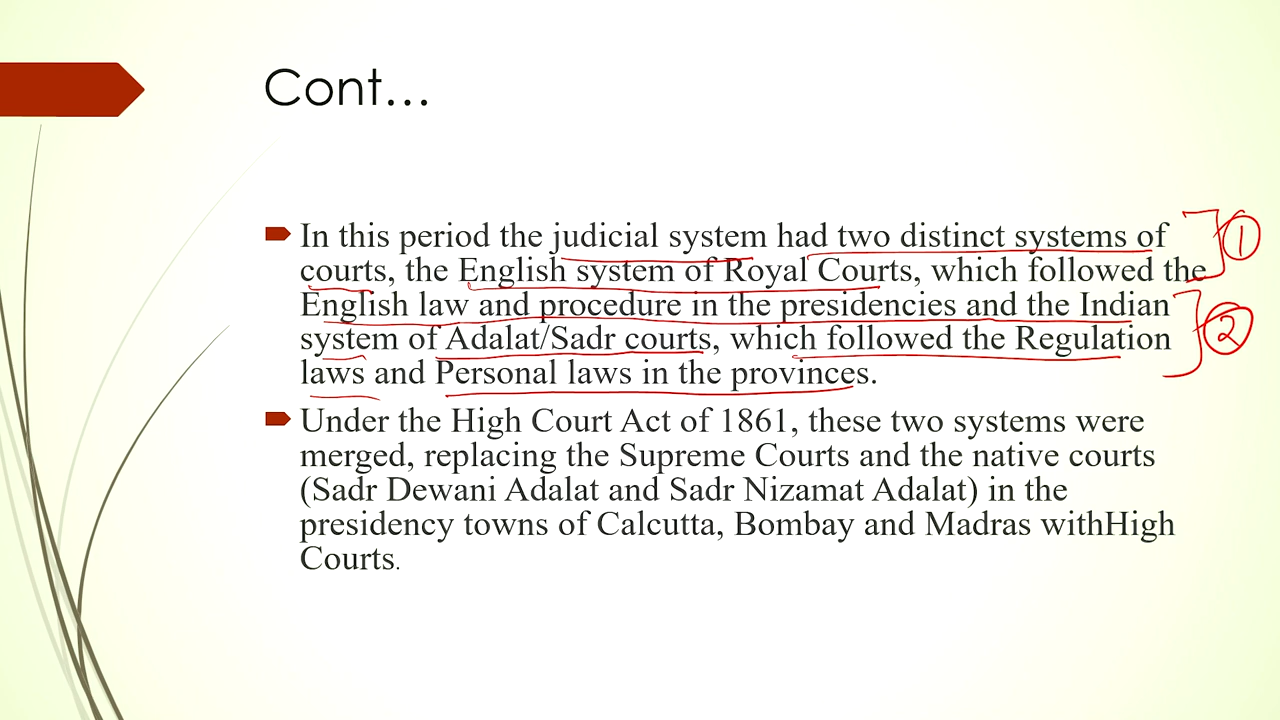 Cont...
In this period the judicial system had two distinct systems of
courts, the English system of Royal Courts, which followed the
English law and procedure in the presidencies and the Indian
system of Adalat/Sadr courts, which followed the Regulation
laws and Personal laws in the provinces.
1
2
Under the High Court Act of 1861, these two systems were
merged, replacing the Supreme Courts and the native courts
(Sadr Dewani Adalat and Sadr Nizamat Adalat) in the
presidency towns of Calcutta, Bombay and Madras withHigh
Courts.